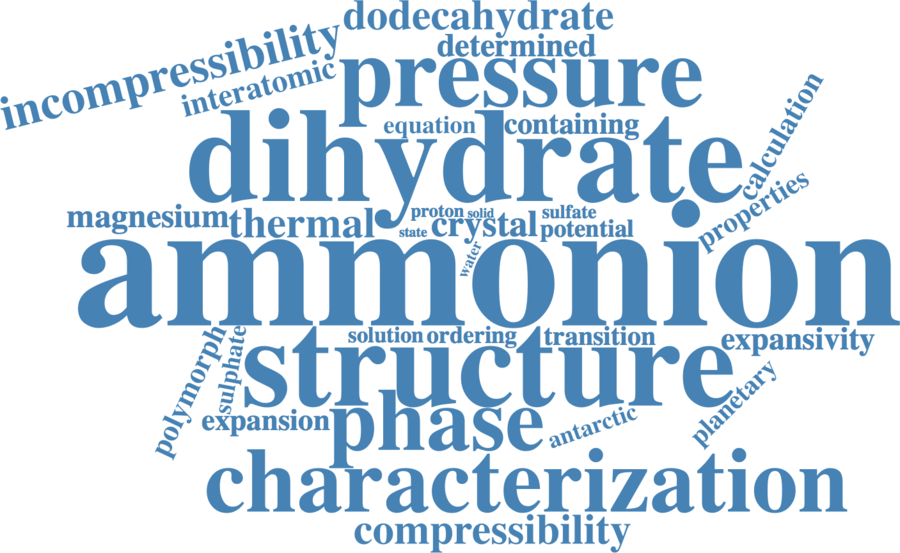 dodecahydrate
determined
incompressibility
interatomic
pressure
equation
containing
calculation
dihydrate
properties
magnesium
thermal
proton
solid
state
crystal
sulfate
potential
water
ammonion
solution
ordering
transition
expansivity
polymorph
sulphate
structure
planetary
expansion
phase
antarctic
characterization
compressibility